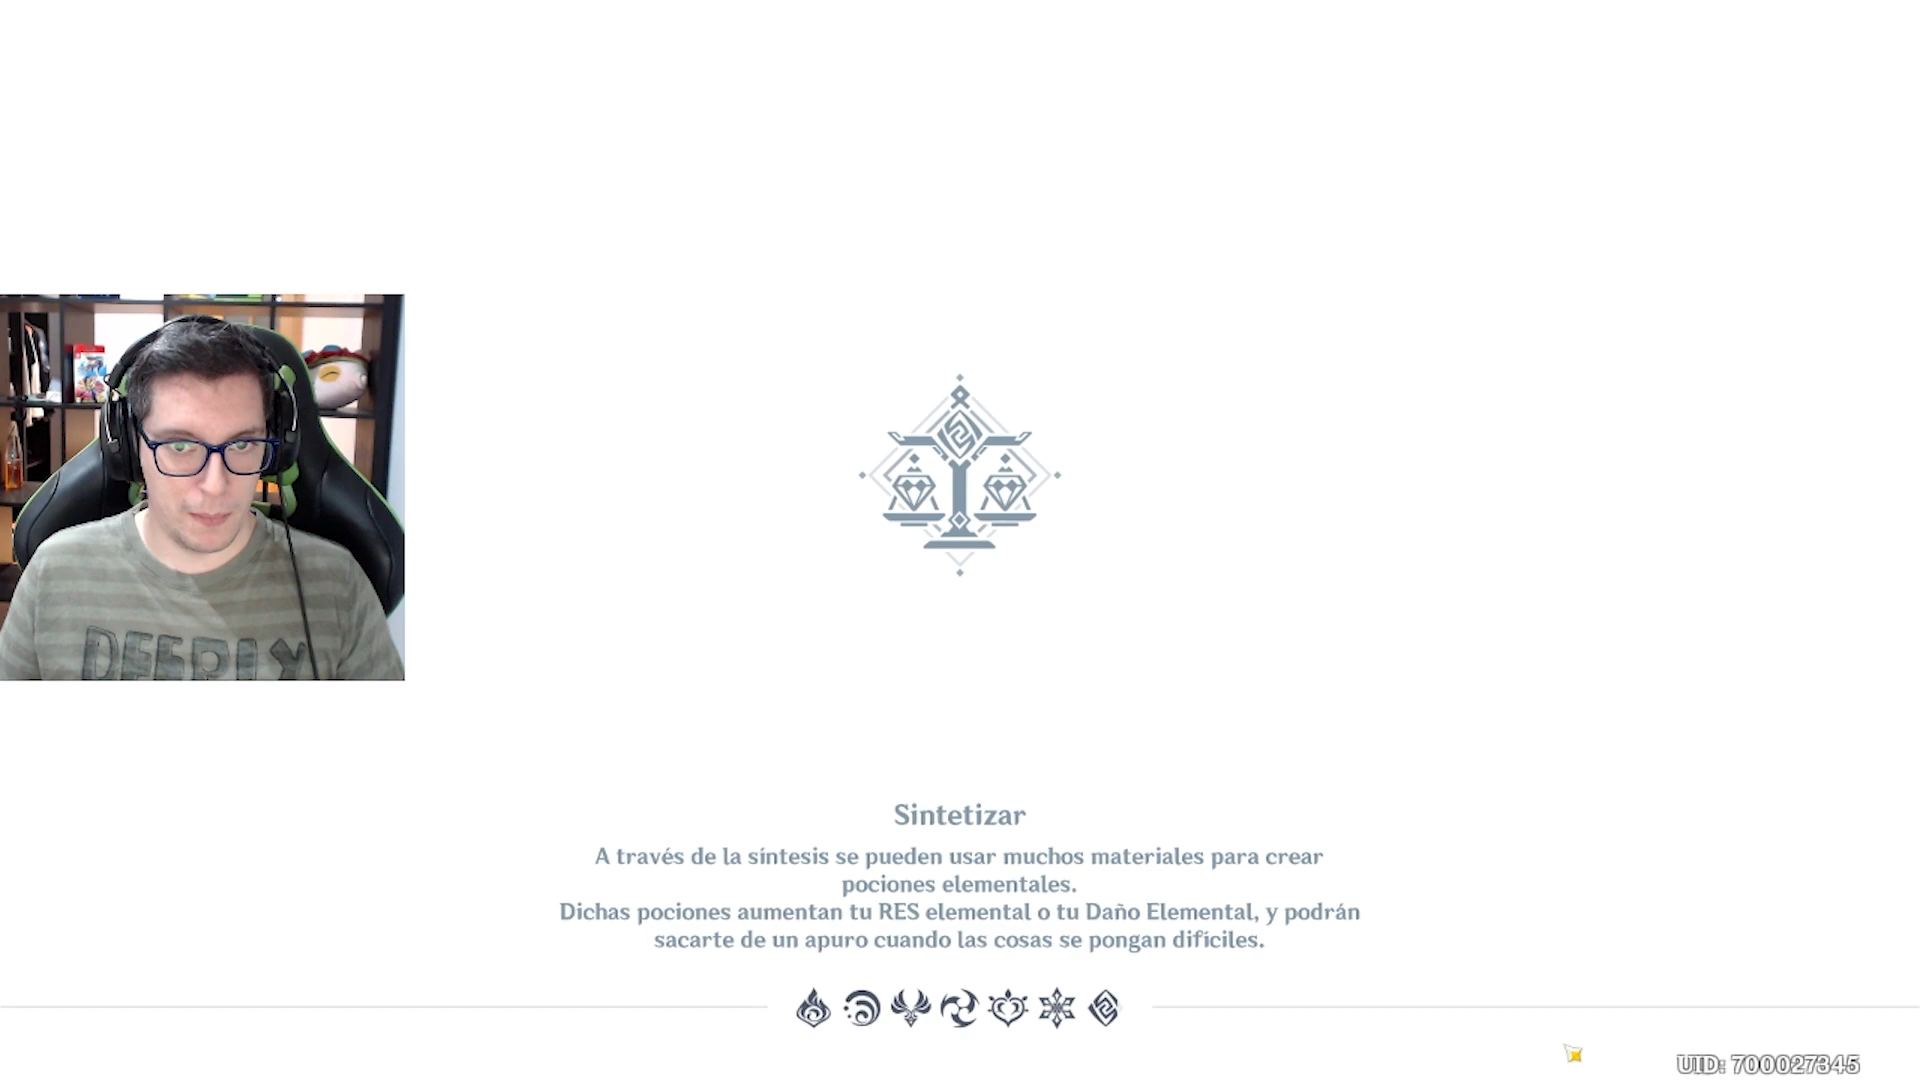 DEEPLY
Sintetizar
A través de la síntesis se pueden usar muchos materiales para crear
pociones elementales.
Dichas pociones aumentan tu RES elemental o tu Daño Elemental, y podrán
sacarte de un apuro cuando las cosas se pongan difíciles.
UID: 700027345